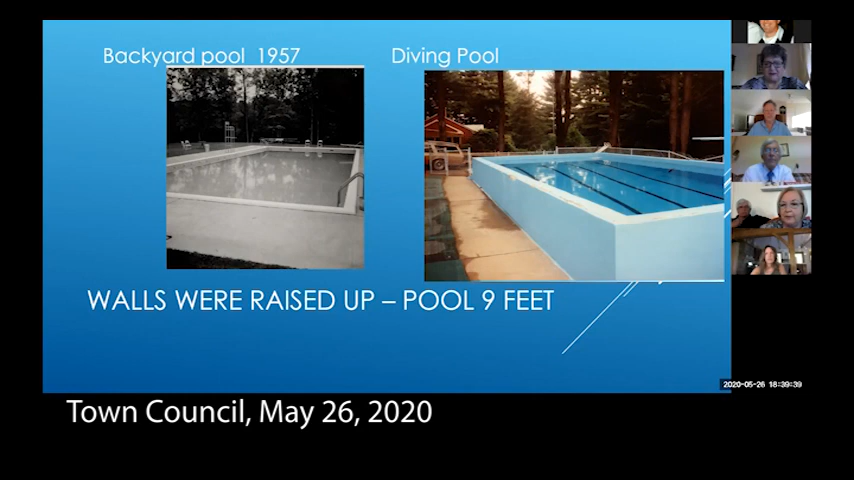 Backyard pool 1957
Diving Pool
WALLS WERE RAISED UP – POOL 9 FEET
2020-05-26 18:39:39
Town Council, May 26, 2020